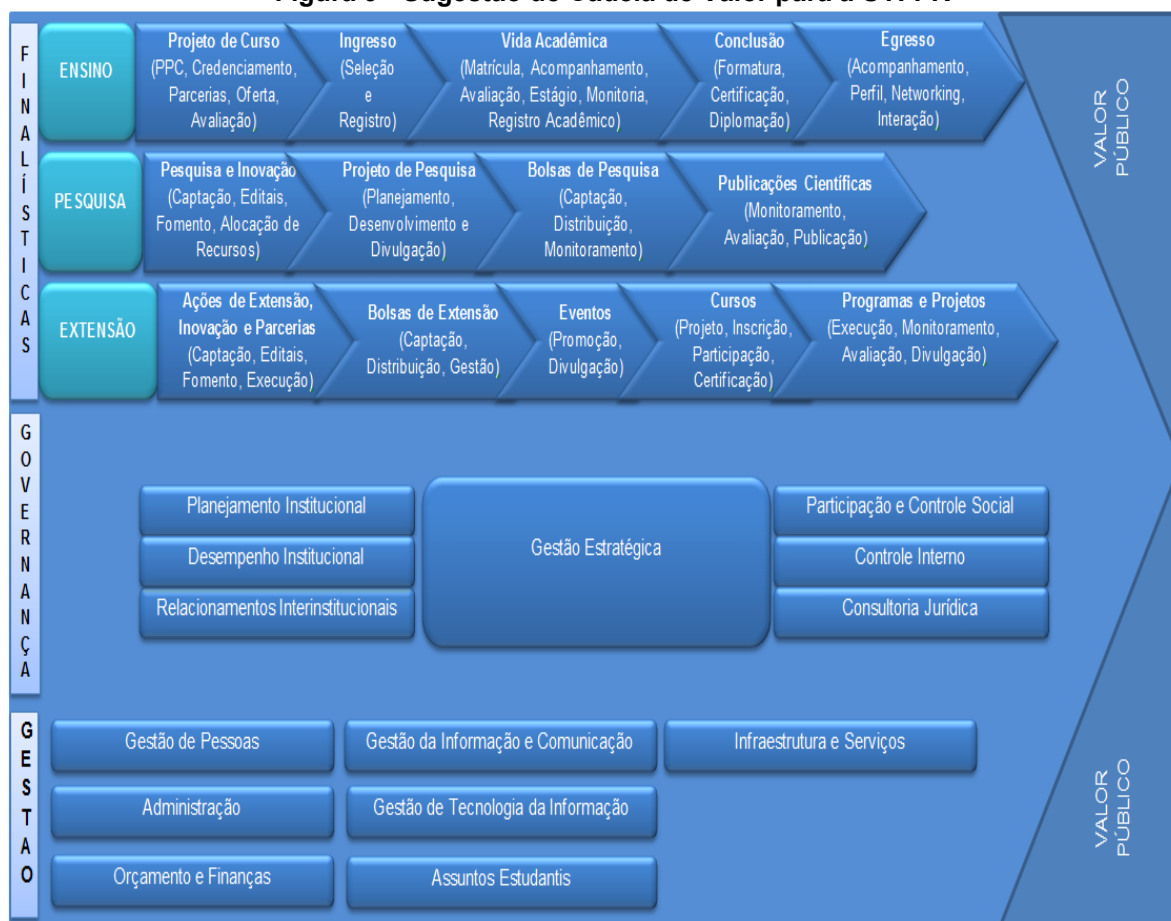 FINALÍSTICAS
ENSINO
Projeto de Curso
(PPC, Credenciamento,
Parcerias, Oferta,
Avaliação)
Ingresso
(Seleção
e
Registro)
Vida Acadêmica
(Matrícula, Acompanhamento,
Avaliação, Estágio, Monitoria,
Registro Acadêmico)
Conclusão
(Formatura,
Certificação,
Diplomação)
Egresso
(Acompanhamento,
Perfil, Networking,
Interação)
PESQUISA
Pesquisa e Inovação
(Captação, Editais,
Fomento, Alocação de
Recursos)
Projeto de Pesquisa
(Planejamento,
Desenvolvimento e
Divulgação)
Bolsas de Pesquisa
(Captação,
Distribuição,
Monitoramento)
Publicações Científicas
(Monitoramento,
Avaliação, Publicação)
EXTENSÃO
Ações de Extensão,
Inovação e Parcerias
(Captação, Editais,
Fomento, Execução)
Bolsas de Extensão
(Captação,
Distribuição, Gestão)
Eventos
(Promoção,
Divulgação)
Cursos
(Projeto, Inscrição,
Participação,
Certificação)
Programas e Projetos
(Execução, Monitoramento,
Avaliação, Divulgação)
VALOR
PÚBLICO
GOVERNANÇA
Planejamento Institucional
Desempenho Institucional
Relacionamentos Interinstitucionais
Gestão Estratégica
Participação e Controle Social
Controle Interno
Consultoria Jurídica
GESTAO
Gestão de Pessoas
Gestão da Informação e Comunicação
Infraestrutura e Serviços
Administração
Gestão de Tecnologia da Informação
Orçamento e Finanças
Assuntos Estudantis
VALOR
PÚBLICO